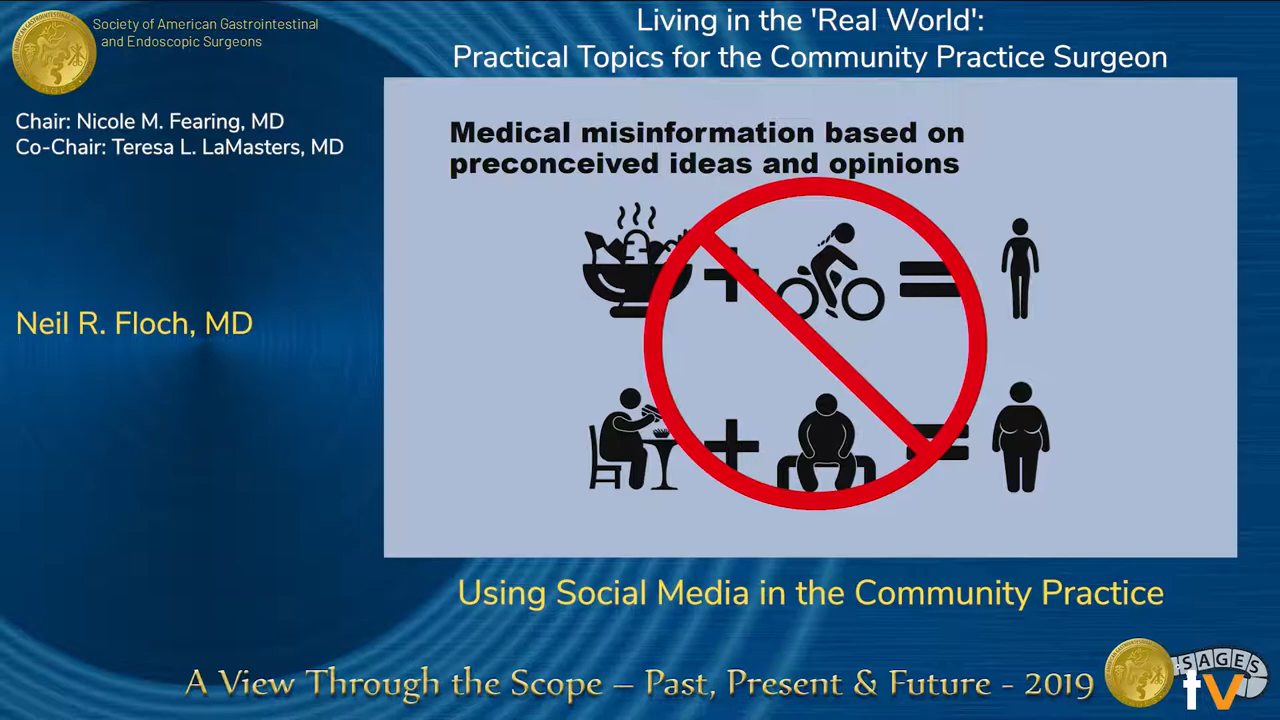 Society of American Gastrointestinal
and Endoscopic Surgeons
Living in the 'Real World':
Practical Topics for the Community Practice Surgeon
Chair: Nicole M. Fearing, MD
Co-Chair: Teresa L. LaMasters, MD
Medical misinformation based on
preconceived ideas and opinions
Neil R. Floch, MD
Using Social Media in the Community Practice
A View Through the Scope – Past, Present & Future - 2019
SAGES
tv